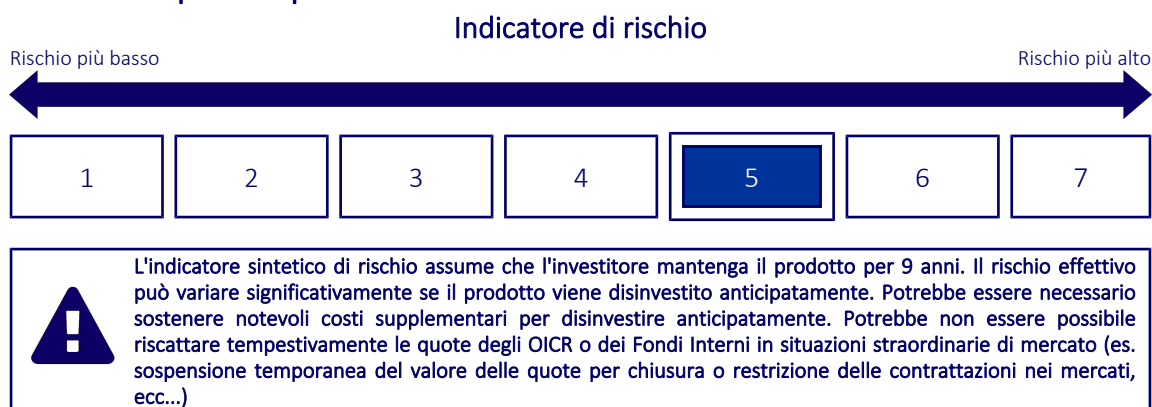 Indicatore di rischio
Rischio più basso
Rischio più alto
1
2
3
4
5
6
7
L'indicatore sintetico di rischio assume che l'investitore mantenga il prodotto per 9 anni. Il rischio effettivo
può variare significativamente se il prodotto viene disinvestito anticipatamente. Potrebbe essere necessario
sostenere notevoli costi supplementari per disinvestire anticipatamente. Potrebbe non essere possibile
riscattare tempestivamente le quote degli OICR o dei Fondi Interni in situazioni straordinarie di mercato (es.
sospensione temporanea del valore delle quote per chiusura o restrizione delle contrattazioni nei mercati,
ecc...)